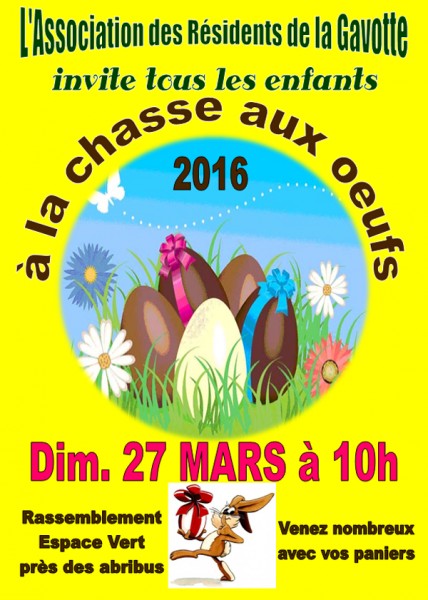 L'Association des Résidents de la Gavotte
invite tous les enfants
à la chasse aux oeufs
2016
Dim. 27 MARS à 10h
Rassemblement
Espace Vert
près des abribus
Venez nombreux
avec vos paniers